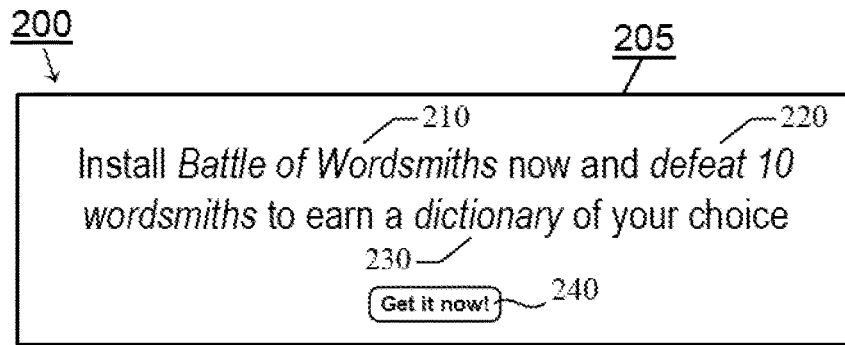 200
205
210
220
Install Battle of Wordsmiths now and defeat 10
wordsmiths to earn a dictionary of your choice
230
Get it now!
240